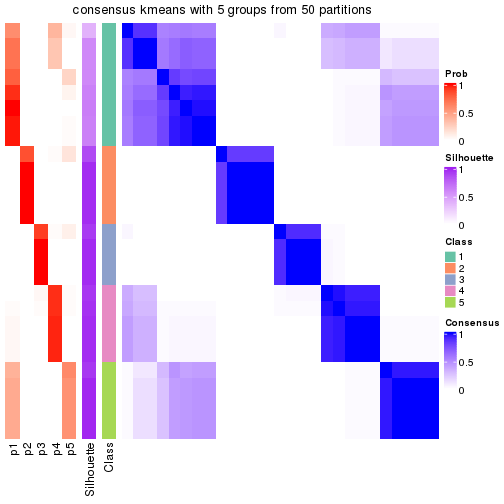 consensus kmeans with 5 groups from 50 partitions
Prob
1
0.5
0
Silhouette
1
0.5
0
Class
1
2
3
4
5
Consensus
1
0.5
0
p1
p2
p3
p4
p5
Silhouette
Class